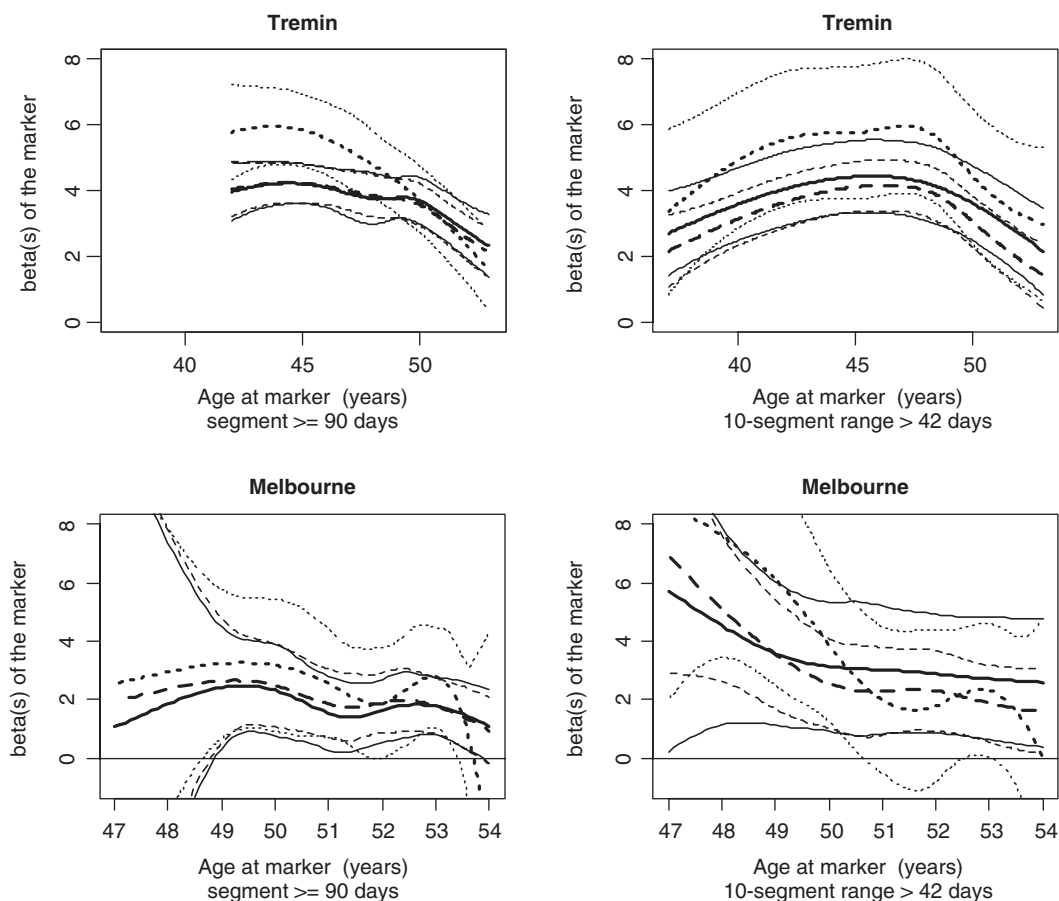 Tremin
beta(s) of the marker
8
6
4
2
0
40
45
50
Age at marker (years)
segment >= 90 days
Tremin
beta(s) of the marker
8
6
4
2
0
40
45
50
Age at marker (years)
10-segment range > 42 days
Melbourne
beta(s) of the marker
8
6
4
2
0
47
48
49
50
51
52
53
54
Age at marker (years)
segment >= 90 days
Melbourne
beta(s) of the marker
8
6
4
2
0
47
48
49
50
51
52
53
54
Age at marker (years)
10-segment range > 42 days